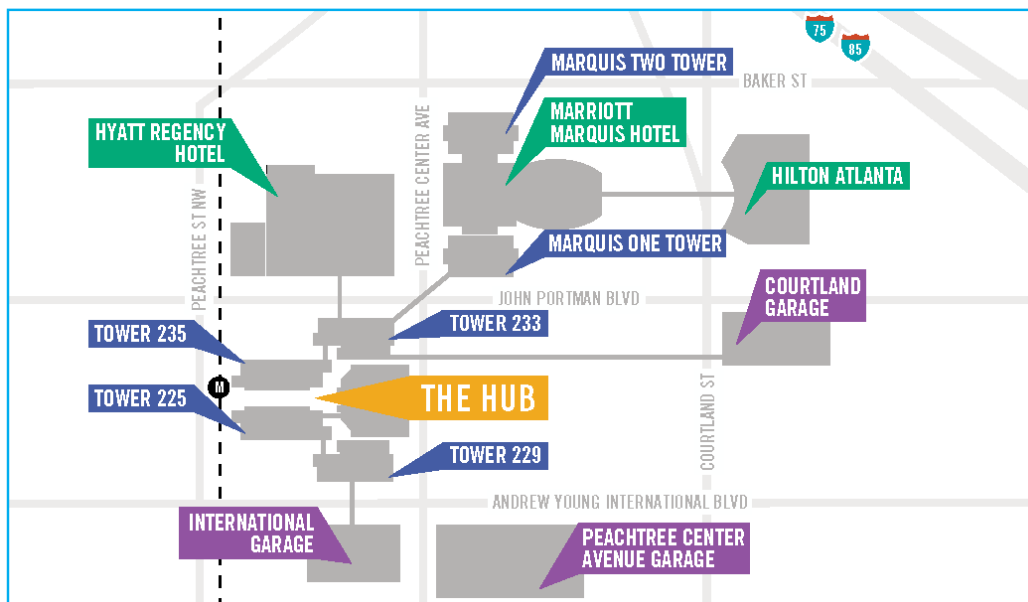 75
85
MARQUIS TWO TOWER
BAKER ST
MARRIOTT
MARQUIS HOTEL
HYATT REGENCY
HOTEL
PEACHTREE CENTER AVE
HILTON ATLANTA
PEACHTREE ST NW
MARQUIS ONE TOWER
COURTLAND
GARAGE
JOHN PORTMAN BLVD
TOWER 235
TOWER 233
M
TOWER 225
THE HUB
COURTLAND ST
TOWER 229
ANDREW YOUNG INTERNATIONAL BLVD
INTERNATIONAL
GARAGE
PEACHTREE CENTER
AVENUE GARAGE